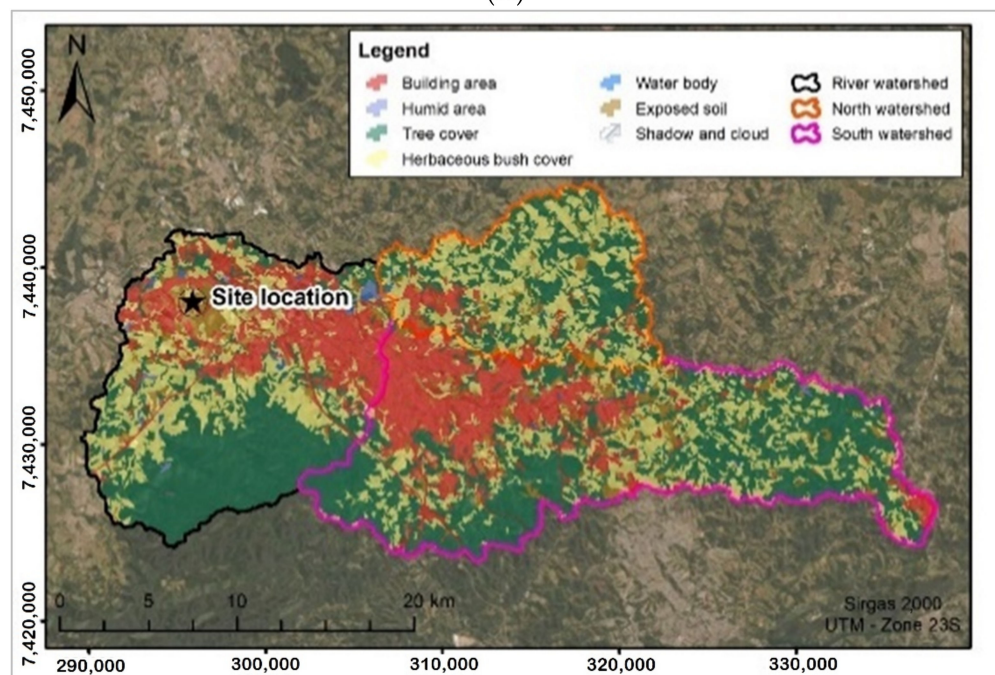 N
Legend
Building area
Humid area
Tree cover
Herbaceous bush cover
Water body
Exposed soil
Shadow and cloud
River watershed
North watershed
South watershed
7,450,000
7,440,000
7,430,000
7,420,000
Site location
0 5 10 20 km
Sirgas 2000
UTM - Zone 23S
290,000 300,000 310,000 320,000 330,000